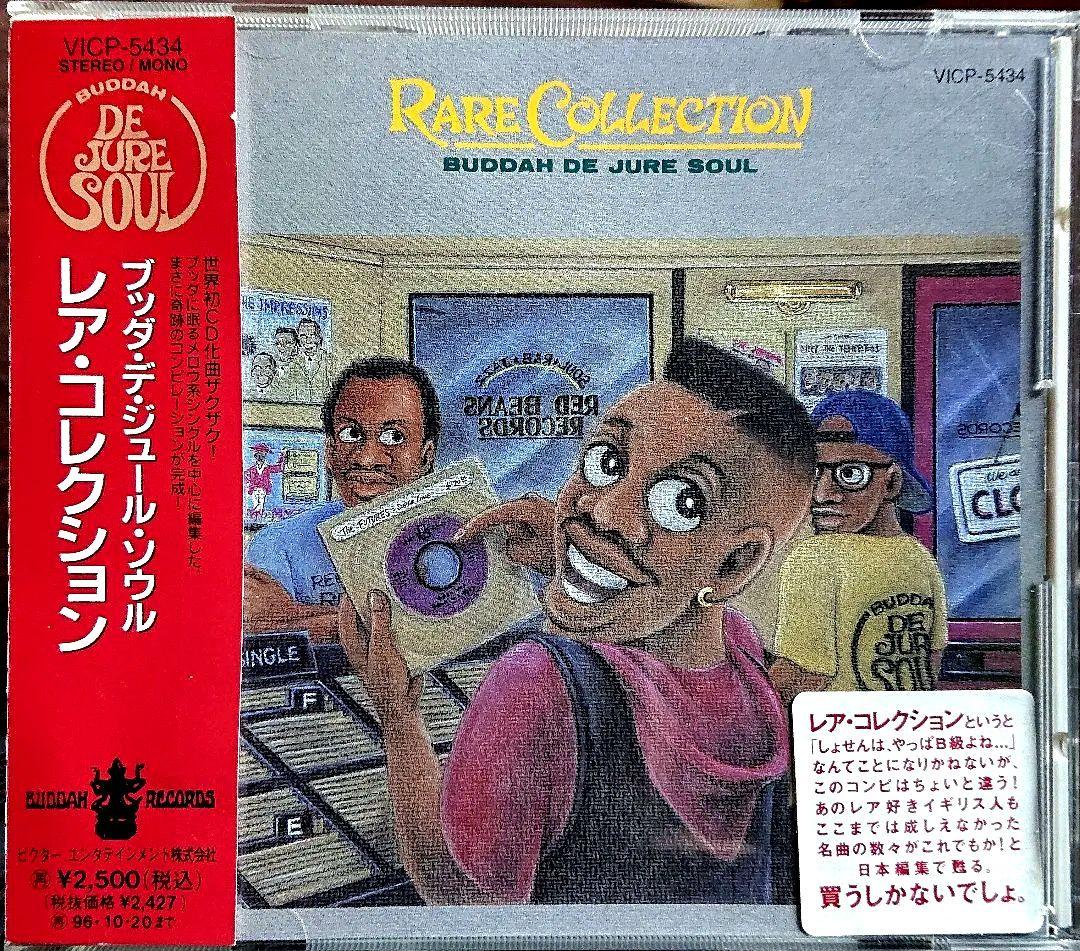 VICP-5434
STEREO / MONO
BUDDAH
DE
JURE
SOUL
ブッダ・デ・ジュール・ソウル
レア・コレクション
世界初CD化曲ザクザク!
ブッダに眠るメロウ系シングルを中心に編集した、
まさに奇跡のコンピレーションが完成!
BUDDAH RECORDS
ビクター エンタテインメント株式会社
再 ¥2,500(税込)
(税抜価格 ¥2,427)
再 96・10・20まで
VICP-5434
RARE COLLECTION
BUDDAH DE JURE SOUL
IMPRESSIONS
RED BEANS
RECORDS
We a
CLO
RE
R
SINGLE
F
E
BUDDA
DE
JUR
SOU
レア・コレクションというと
「しょせんは、やっぱB級よね…」
なんてことになりかねないが、
このコンピはちょいと違う!
あのレア好きイギリス人も
ここまでは成しえなかった
名曲の数々がこれでもか!と
日本編集で甦る。
買うしかないでしょ。